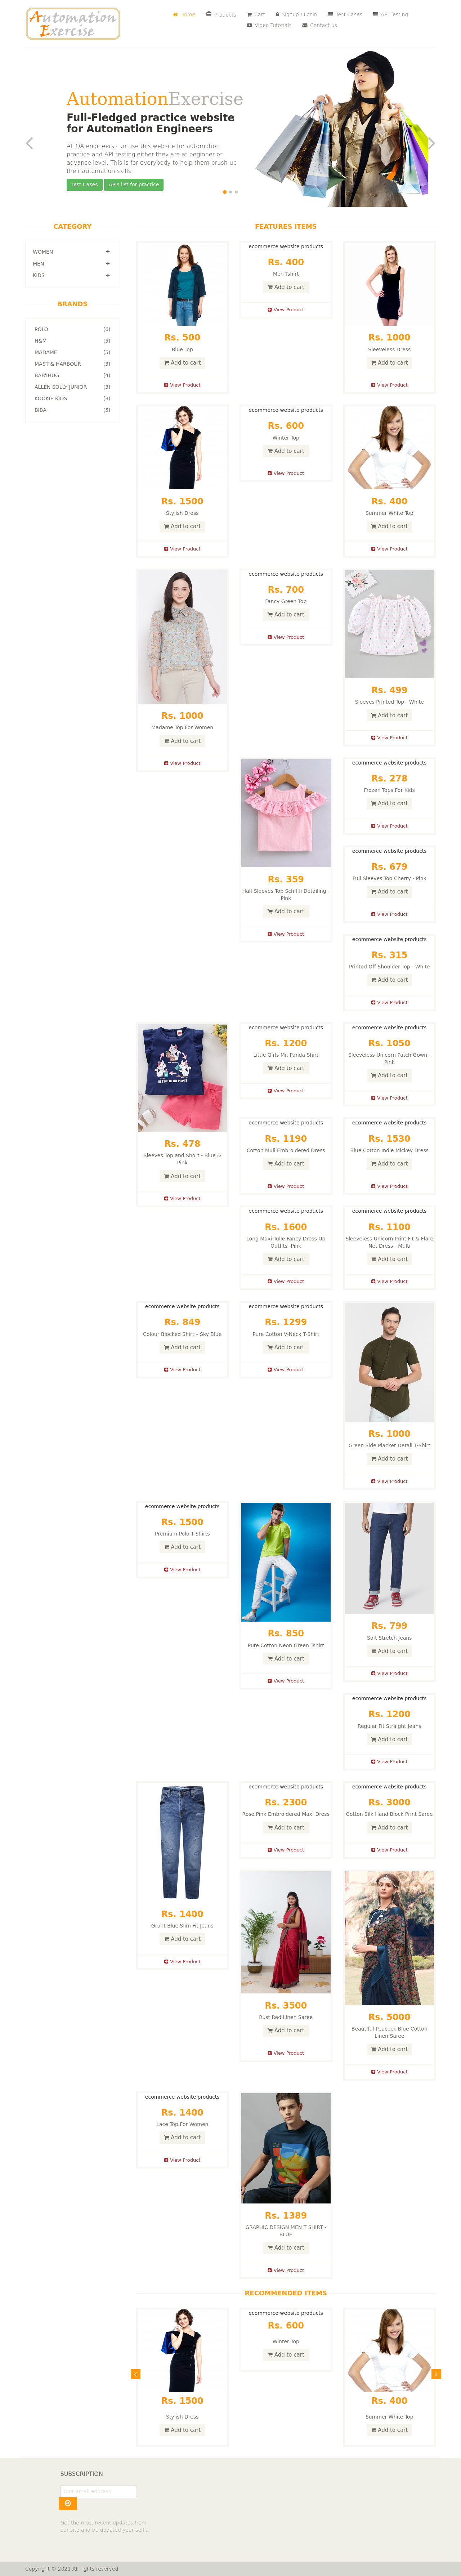 Automation
Exercise
Home
Products
Cart
Signup / Login
Test Cases
API Testing
Video Tutorials
Contact us
AutomationExercise
Full-Fledged practice website
for Automation Engineers
All QA engineers can use this website for automation
practice and API testing either they are at beginner or
advance level. This is for everybody to help them brush up
their automation skills.
Test Cases
APIs list for practice
CATEGORY
WOMEN
MEN
KIDS
BRANDS
POLO (6)
H&M (5)
MADAME (5)
MAST & HARBOUR (3)
BABYHUG (4)
ALLEN SOLLY JUNIOR (3)
KOOKIE KIDS (3)
BIBA (5)
FEATURES ITEMS
Rs. 500
Blue Top
Add to cart
View Product
ecommerce website products
Rs. 400
Men Tshirt
Add to cart
View Product
Rs. 1000
Sleeveless Dress
Add to cart
View Product
Rs. 1500
Stylish Dress
Add to cart
View Product
ecommerce website products
Rs. 600
Winter Top
Add to cart
View Product
Rs. 400
Summer White Top
Add to cart
View Product
Rs. 1000
Madame Top For Women
Add to cart
View Product
ecommerce website products
Rs. 700
Fancy Green Top
Add to cart
View Product
Rs. 499
Sleeves Printed Top - White
Add to cart
View Product
Rs. 359
Half Sleeves Top Schiffli Detailing -
Pink
Add to cart
View Product
ecommerce website products
Rs. 278
Frozen Tops For Kids
Add to cart
View Product
ecommerce website products
Rs. 679
Full Sleeves Top Cherry - Pink
Add to cart
View Product
ecommerce website products
Rs. 315
Printed Off Shoulder Top - White
Add to cart
View Product
Rs. 478
Sleeves Top and Short - Blue &
Pink
Add to cart
View Product
ecommerce website products
Rs. 1200
Little Girls Mr. Panda Shirt
Add to cart
View Product
ecommerce website products
Rs. 1050
Sleeveless Unicorn Patch Gown -
Pink
Add to cart
View Product
ecommerce website products
Rs. 1190
Cotton Mull Embroidered Dress
Add to cart
View Product
ecommerce website products
Rs. 1530
Blue Cotton Indie Mickey Dress
Add to cart
View Product
ecommerce website products
Rs. 1600
Long Maxi Tulle Fancy Dress Up
Outfits -Pink
Add to cart
View Product
ecommerce website products
Rs. 1100
Sleeveless Unicorn Print Fit & Flare
Net Dress - Multi
Add to cart
View Product
ecommerce website products
Rs. 849
Colour Blocked Shirt – Sky Blue
Add to cart
View Product
ecommerce website products
Rs. 1299
Pure Cotton V-Neck T-Shirt
Add to cart
View Product
Rs. 1000
Green Side Placket Detail T-Shirt
Add to cart
View Product
ecommerce website products
Rs. 1500
Premium Polo T-Shirts
Add to cart
View Product
Rs. 850
Pure Cotton Neon Green Tshirt
Add to cart
View Product
Rs. 799
Soft Stretch Jeans
Add to cart
View Product
ecommerce website products
Rs. 1200
Regular Fit Straight Jeans
Add to cart
View Product
Rs. 1400
Grunt Blue Slim Fit Jeans
Add to cart
View Product
ecommerce website products
Rs. 2300
Rose Pink Embroidered Maxi Dress
Add to cart
View Product
ecommerce website products
Rs. 3000
Cotton Silk Hand Block Print Saree
Add to cart
View Product
Rs. 3500
Rust Red Linen Saree
Add to cart
View Product
Rs. 5000
Beautiful Peacock Blue Cotton
Linen Saree
Add to cart
View Product
ecommerce website products
Rs. 1400
Lace Top For Women
Add to cart
View Product
Rs. 1389
GRAPHIC DESIGN MEN T SHIRT -
BLUE
Add to cart
View Product
RECOMMENDED ITEMS
Rs. 1500
Stylish Dress
Add to cart
ecommerce website products
Rs. 600
Winter Top
Add to cart
Rs. 400
Summer White Top
Add to cart
SUBSCRIPTION
Your email address
Get the most recent updates from
our site and be updated your self...
Copyright © 2021 All rights reserved